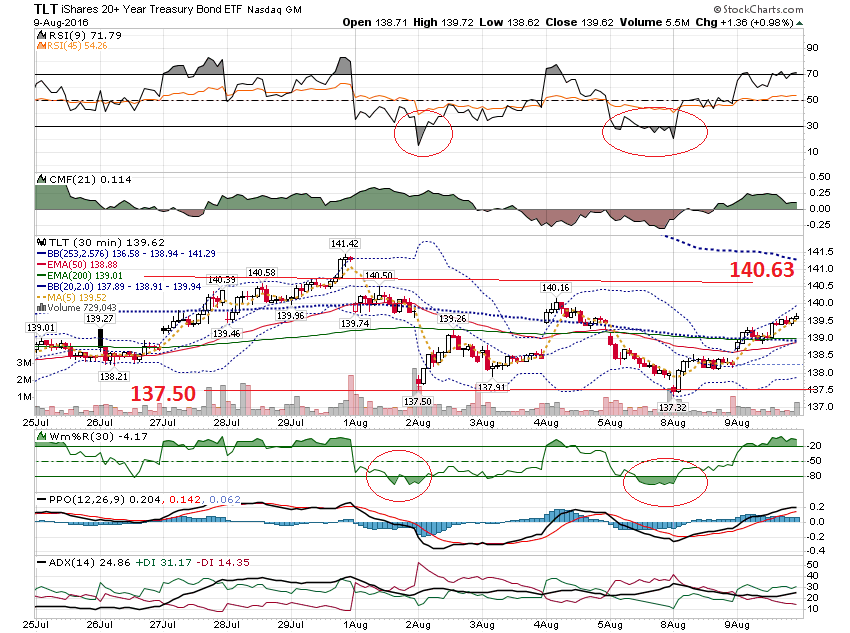 TLT iShares 20+ Year Treasury Bond ETF Nasdaq GM
© StockCharts.com
9-Aug-2016
Open 138.71 High 139.72 Low 138.62 Close 139.62 Volume 5.5M Chg +1.36 (+0.98%)
RSI(9) 71.79
RSI(45) 54.26
90
70
50
30
10
CMF(21) 0.114
0.50
0.25
0.00
-0.25
TLT (30 min) 139.62
BB(253,2.576) 136.58 - 138.94 - 141.29
EMA(50) 138.88
EMA(200) 139.01
BB(20,2.0) 137.89 - 138.91 - 139.94
MA(5) 139.52
Volume 729,043
141.42
140.63
140.39
140.58
140.50
140.16
139.01
139.27
139.46
139.96
139.74
139.26
138.21
137.50
137.50
137.91
137.32
141.5
141.0
140.5
140.0
139.5
139.0
138.5
138.0
137.5
137.0
3M
2M
1M
25Jul 26Jul 27Jul 28Jul 29Jul 1Aug 2Aug 3Aug 4Aug 5Aug 8Aug 9Aug
Wm%R(30) -4.17
-20
-50
-80
PPO(12,26,9) 0.204, 0.142, 0.062
0.2
0.0
-0.2
-0.4
ADX(14) 24.86 +DI 31.17 -DI 14.35
50
40
30
20
10
25Jul 26Jul 27Jul 28Jul 29Jul 1Aug 2Aug 3Aug 4Aug 5Aug 8Aug 9Aug